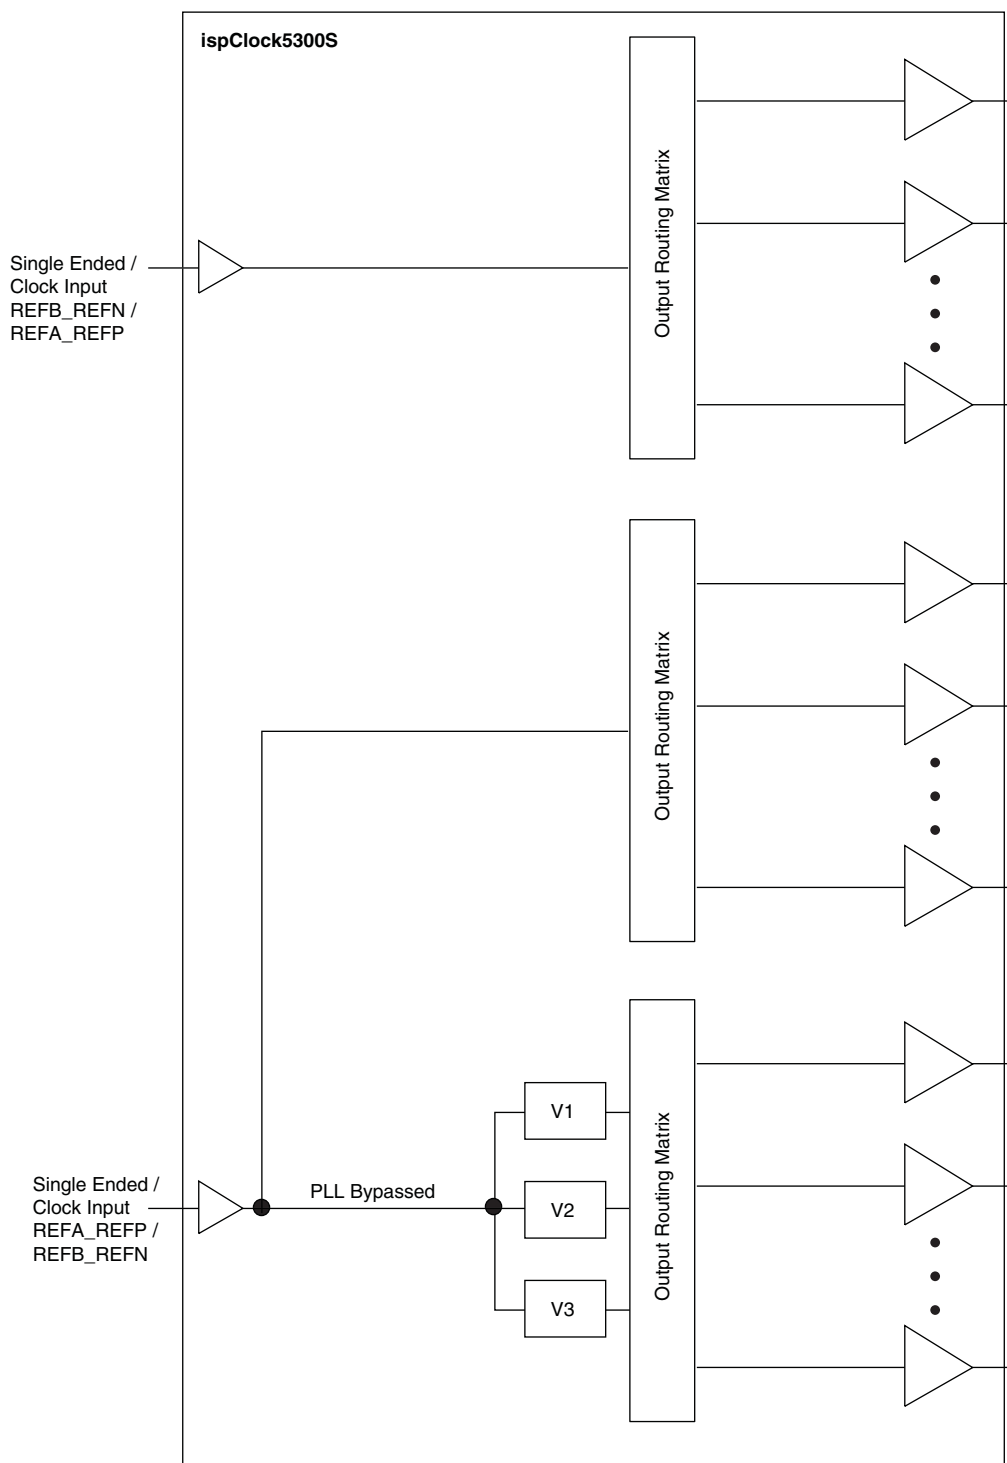 ispClock5300S
Output Routing Matrix
Single Ended /
Clock Input
REFB_REFN /
REFA_REFP
Output Routing Matrix
Output Routing Matrix
V1
Single Ended /
Clock Input
REFA_REFP /
REFB_REFN
PLL Bypassed
V2
V3